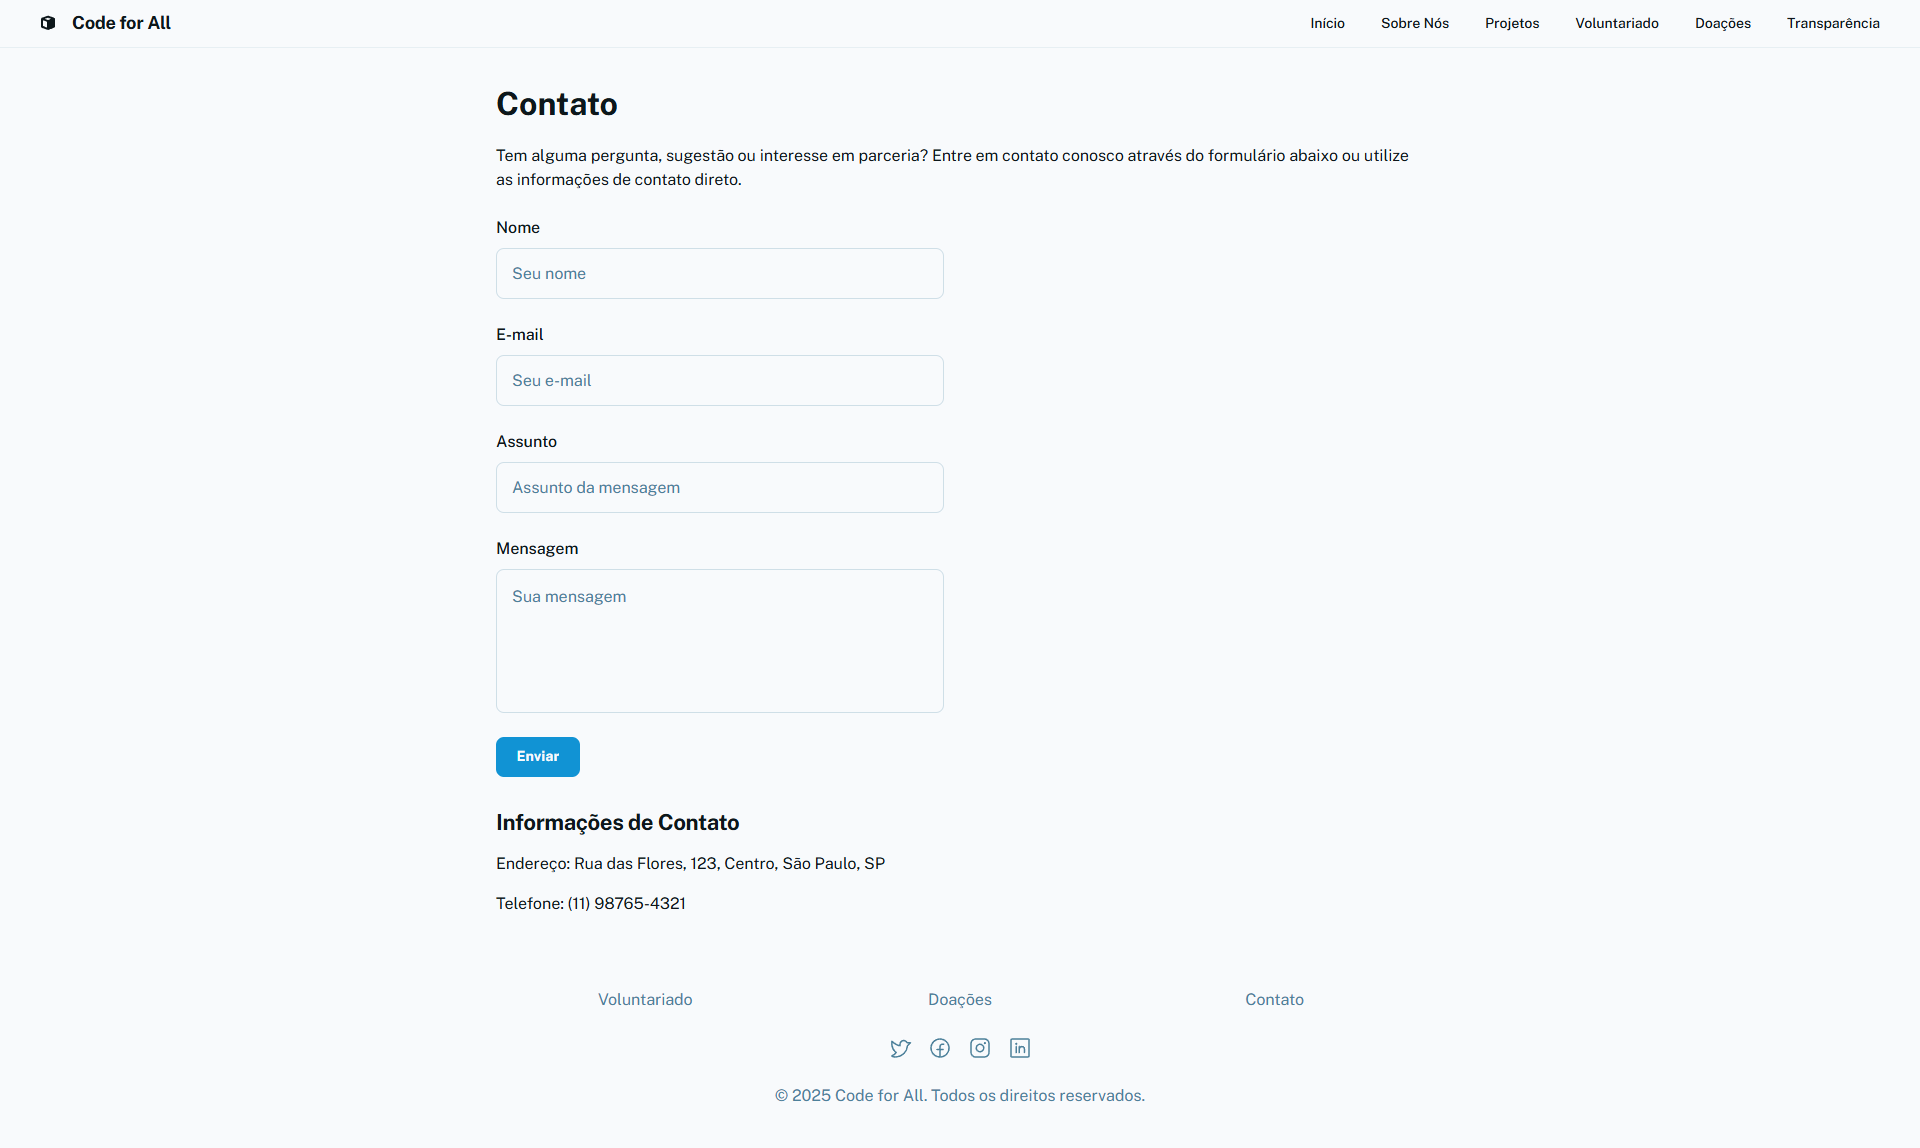 Code for All
Início
Sobre Nós
Projetos
Voluntariado
Doações
Transparência
Contato
Tem alguma pergunta, sugestão ou interesse em parceria? Entre em contato conosco através do formulário abaixo ou utilize
as informações de contato direto.
Nome
Seu nome
E-mail
Seu e-mail
Assunto
Assunto da mensagem
Mensagem
Sua mensagem
Enviar
Informações de Contato
Endereço: Rua das Flores, 123, Centro, São Paulo, SP
Telefone: (11) 98765-4321
Voluntariado
Doações
Contato
© 2025 Code for All. Todos os direitos reservados.